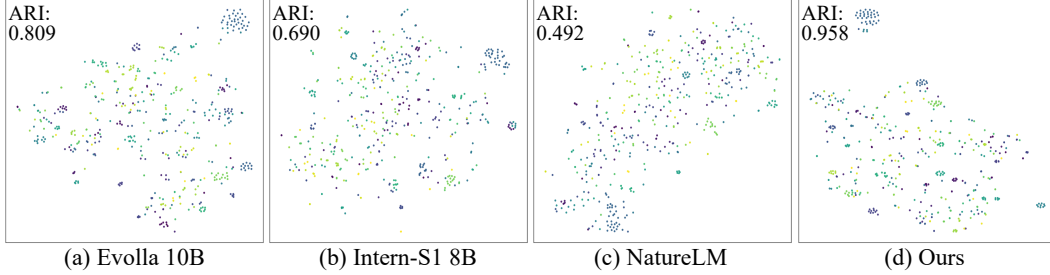 ARI:
0.809
ARI:
0.690
ARI:
0.492
ARI:
0.958
(a) Evolla 10B
(b) Intern-S1 8B
(c) NatureLM
(d) Ours